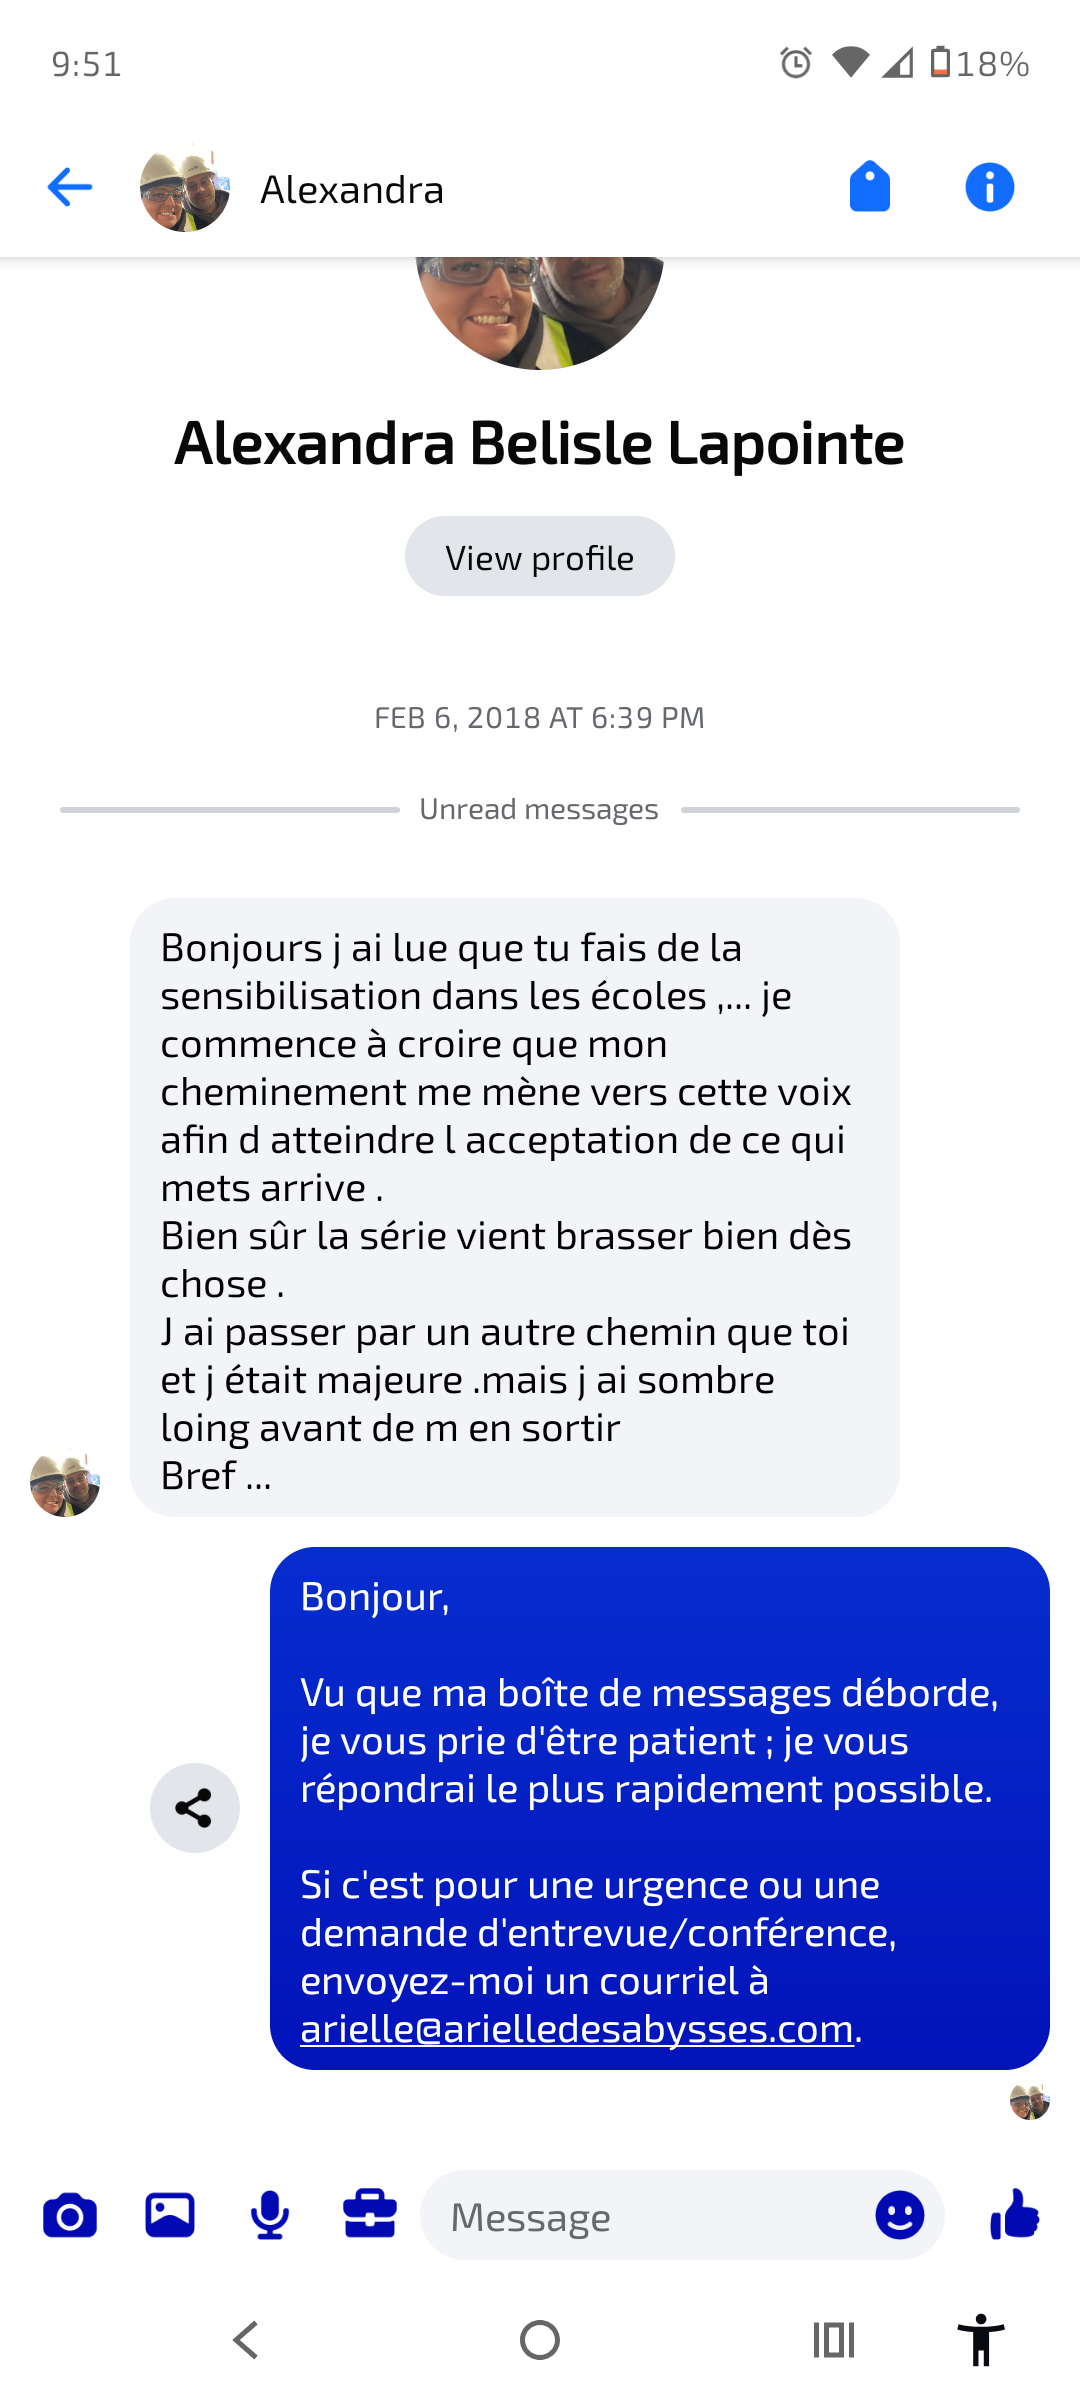 9:51
18%
Alexandra
Alexandra Belisle Lapointe
View profile
FEB 6, 2018 AT 6:39 PM
Unread messages
Bonjours j ai lue que tu fais de la
sensibilisation dans les écoles ,... je
commence à croire que mon
cheminement me mène vers cette voix
afin d atteindre l acceptation de ce qui
mets arrive .
Bien sûr la série vient brasser bien dès
chose .
J ai passer par un autre chemin que toi
et j était majeure .mais j ai sombre
loing avant de m en sortir
Bref ...
Bonjour,
Vu que ma boîte de messages déborde,
je vous prie d'être patient ; je vous
répondrai le plus rapidement possible.
Si c'est pour une urgence ou une
demande d'entrevue/conférence,
envoyez-moi un courriel à
arielle@arielledesabysses.com.
Message